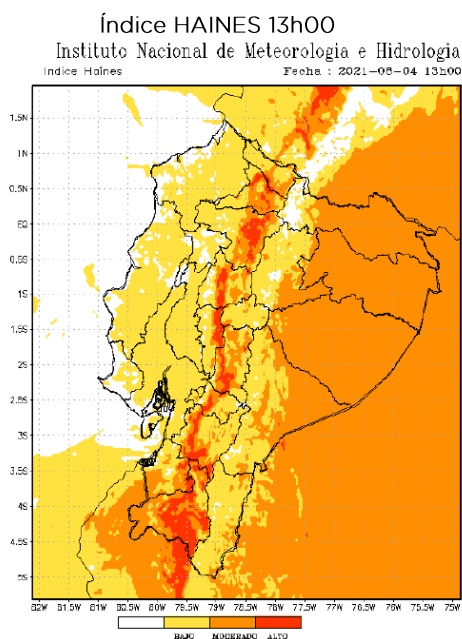 Índice HAINES 13h00
Instituto Nacional de Meteorologia e Hidrologia
Indice Haines Fecha : 2021-06-04 13h00
1.5N
1N
0.5N
EQ
0.5S
1S
1.5S
2S
2.5S
3S
3.5S
4S
4.5S
5S
82W 81.5W 81W 80.5W 80W 79.5W 79W 78.5W 78W 77.5W 77W 76.5W 76W 75.5W 75W
BAJO MODERADO ALTO